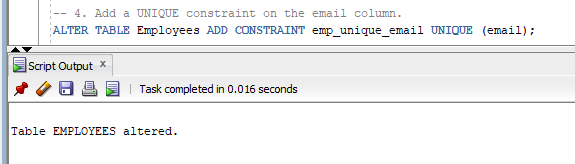 -- 4. Add a UNIQUE constraint on the email column.
ALTER TABLE Employees ADD CONSTRAINT emp_unique_email UNIQUE (email);
Script Output x
Task completed in 0.016 seconds
Table EMPLOYEES altered.